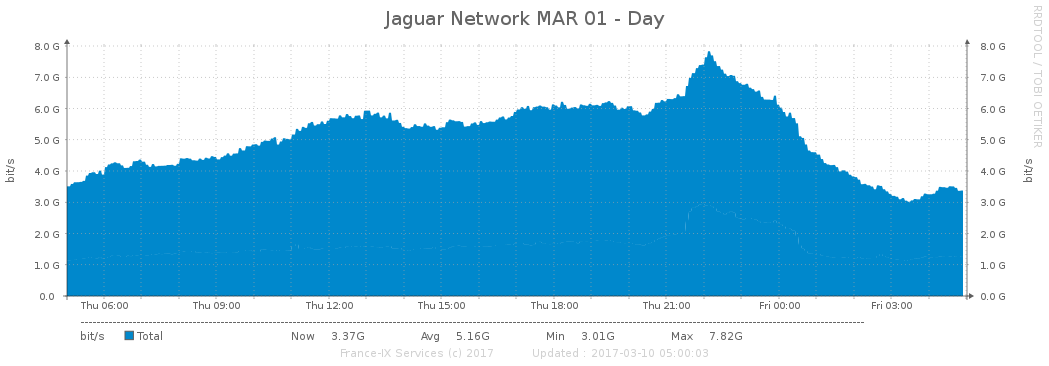 Jaguar Network MAR 01 - Day
RRDTOOL / TOBI OETIKER
bit/s
8.0 G
7.0 G
6.0 G
5.0 G
4.0 G
3.0 G
2.0 G
1.0 G
0.0
8.0 G
7.0 G
6.0 G
5.0 G
4.0 G
3.0 G
2.0 G
1.0 G
0.0 G
bit/s
Thu 06:00 Thu 09:00 Thu 12:00 Thu 15:00 Thu 18:00 Thu 21:00 Fri 00:00 Fri 03:00
bit/s Total Now 3.37G Avg 5.16G Min 3.01G Max 7.82G
France-IX Services (c) 2017 Updated : 2017-03-10 05:00:03